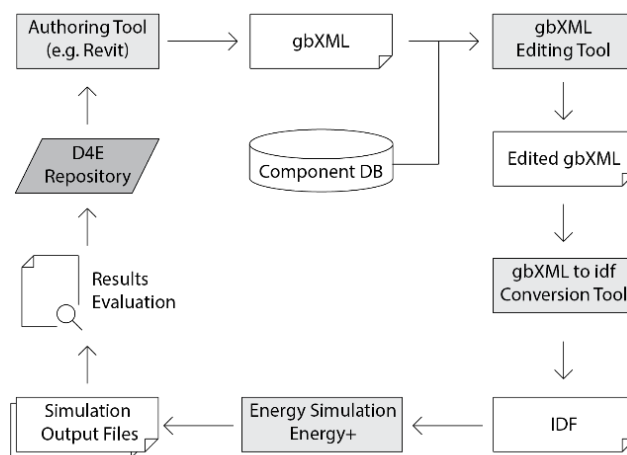 Authoring Tool
(e.g. Revit)
gbXML
gbXML
Editing Tool
D4E
Repository
Component DB
Edited gbXML
Results
Evaluation
gbXML to idf
Conversion Tool
Simulation
Output Files
Energy Simulation
Energy+
IDF